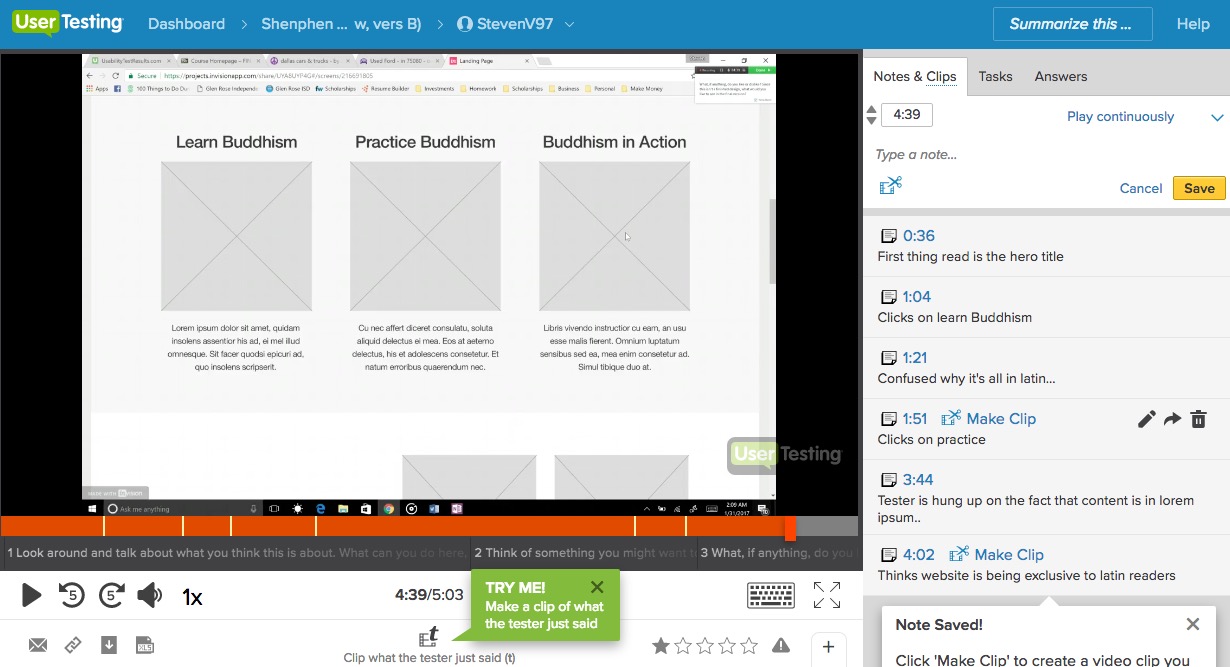 UserTesting
Dashboard
Shenphen ... w, vers B)
StevenV97
Summarize this ...
Help
UsabilityTestResults.com
Course Homepage - FI
dallas cars & trucks - by
Used Ford - in 75080
Landing Page
Secure
https://projects.invisionapp.com/share/UYA8UYF4G#/screens/216691805
Apps
100 Things to Do Du
Glen Rose Independ
Glen Rose ISD
Scholarships
Resume Builder
Investments
Homework
Scholarships
Business
Personal
Make Money
Learn Buddhism
Practice Buddhism
Buddhism in Action
Lorem ipsum dolor sit amet, quidam
insolens assentior his ad, ei mel illud
omnesque. Sit facer quodsi epicuri ad,
quo insolens scripserit.
Cu nec affert diceret consulatu, soluta
aliquid delectus ei mea. Eos at aeterno
delectus, his et adolescens consetetur. Et
natum erroribus quaerendum nec.
Libris vivendo instructior cu eam, an usu
esse malis fierent. Omnium luptatum
sensibus sed ea, mea enim consetetur ad.
Simul tibique duo at.
UserTesting
Ask me anything
2:09 AM
1/31/2017
1 Look around and talk about what you think this is about. What can you do here.
2 Think of something you might want t
3 What, if anything, do you
5
5
1x
4:39/5:03
TRY ME!
Make a clip of what
the tester just said
t
Clip what the tester just said (t)
XLS
+
Notes & Clips
Tasks
Answers
4:39
Play continuously
Type a note...
Cancel
Save
0:36
First thing read is the hero title
1:04
Clicks on learn Buddhism
1:21
Confused why it's all in latin...
1:51 Make Clip
Clicks on practice
3:44
Tester is hung up on the fact that content is in lorem
ipsum..
4:02 Make Clip
Thinks website is being exclusive to latin readers
Note Saved!
Click 'Make Clip' to create a video clip you